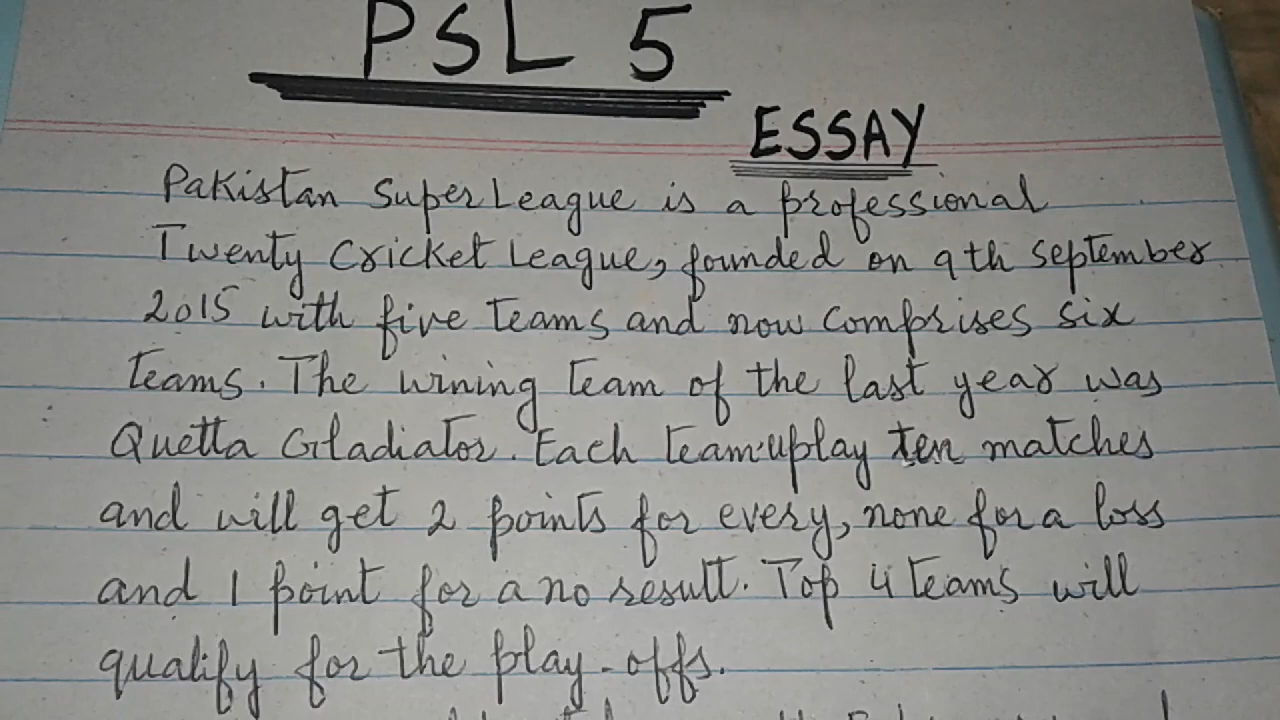 PSL 5
ESSAY
Pakistan Super League is a professional
Twenty Cricket League, founded on 9th September
2015 with five teams and now comprises six
teams. The wining team of the last year was
Quetta Gladiator. Each team play ten matches
and will get 2 points for every, none for a loss
and 1 point for a no result. Top 4 teams will
qualify for the play-offs.